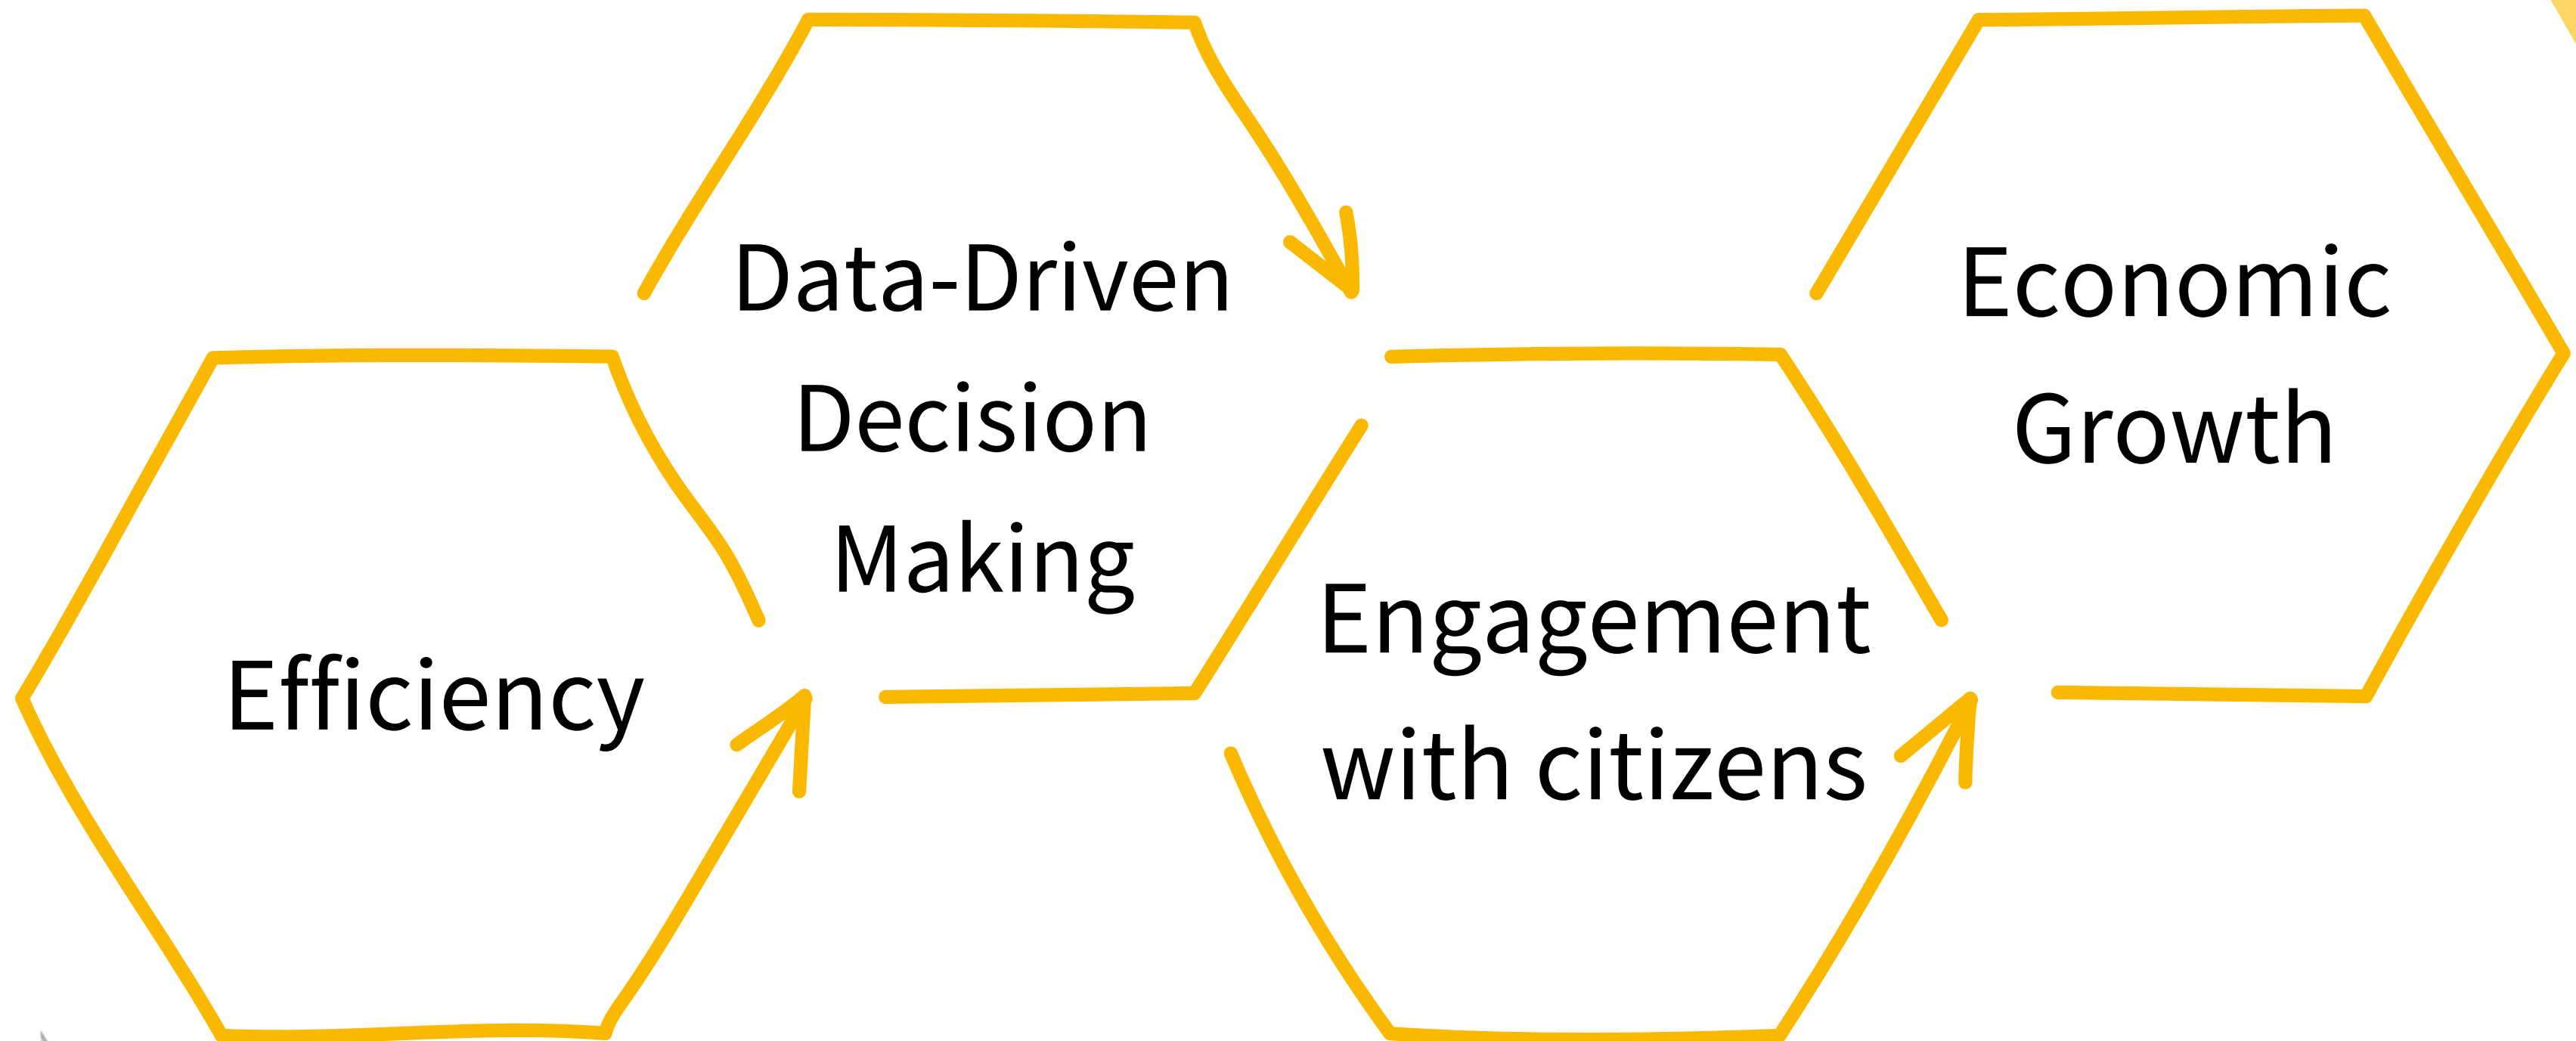 Efficiency
Data-Driven
Decision
Making
Engagement
with citizens
Economic
Growth